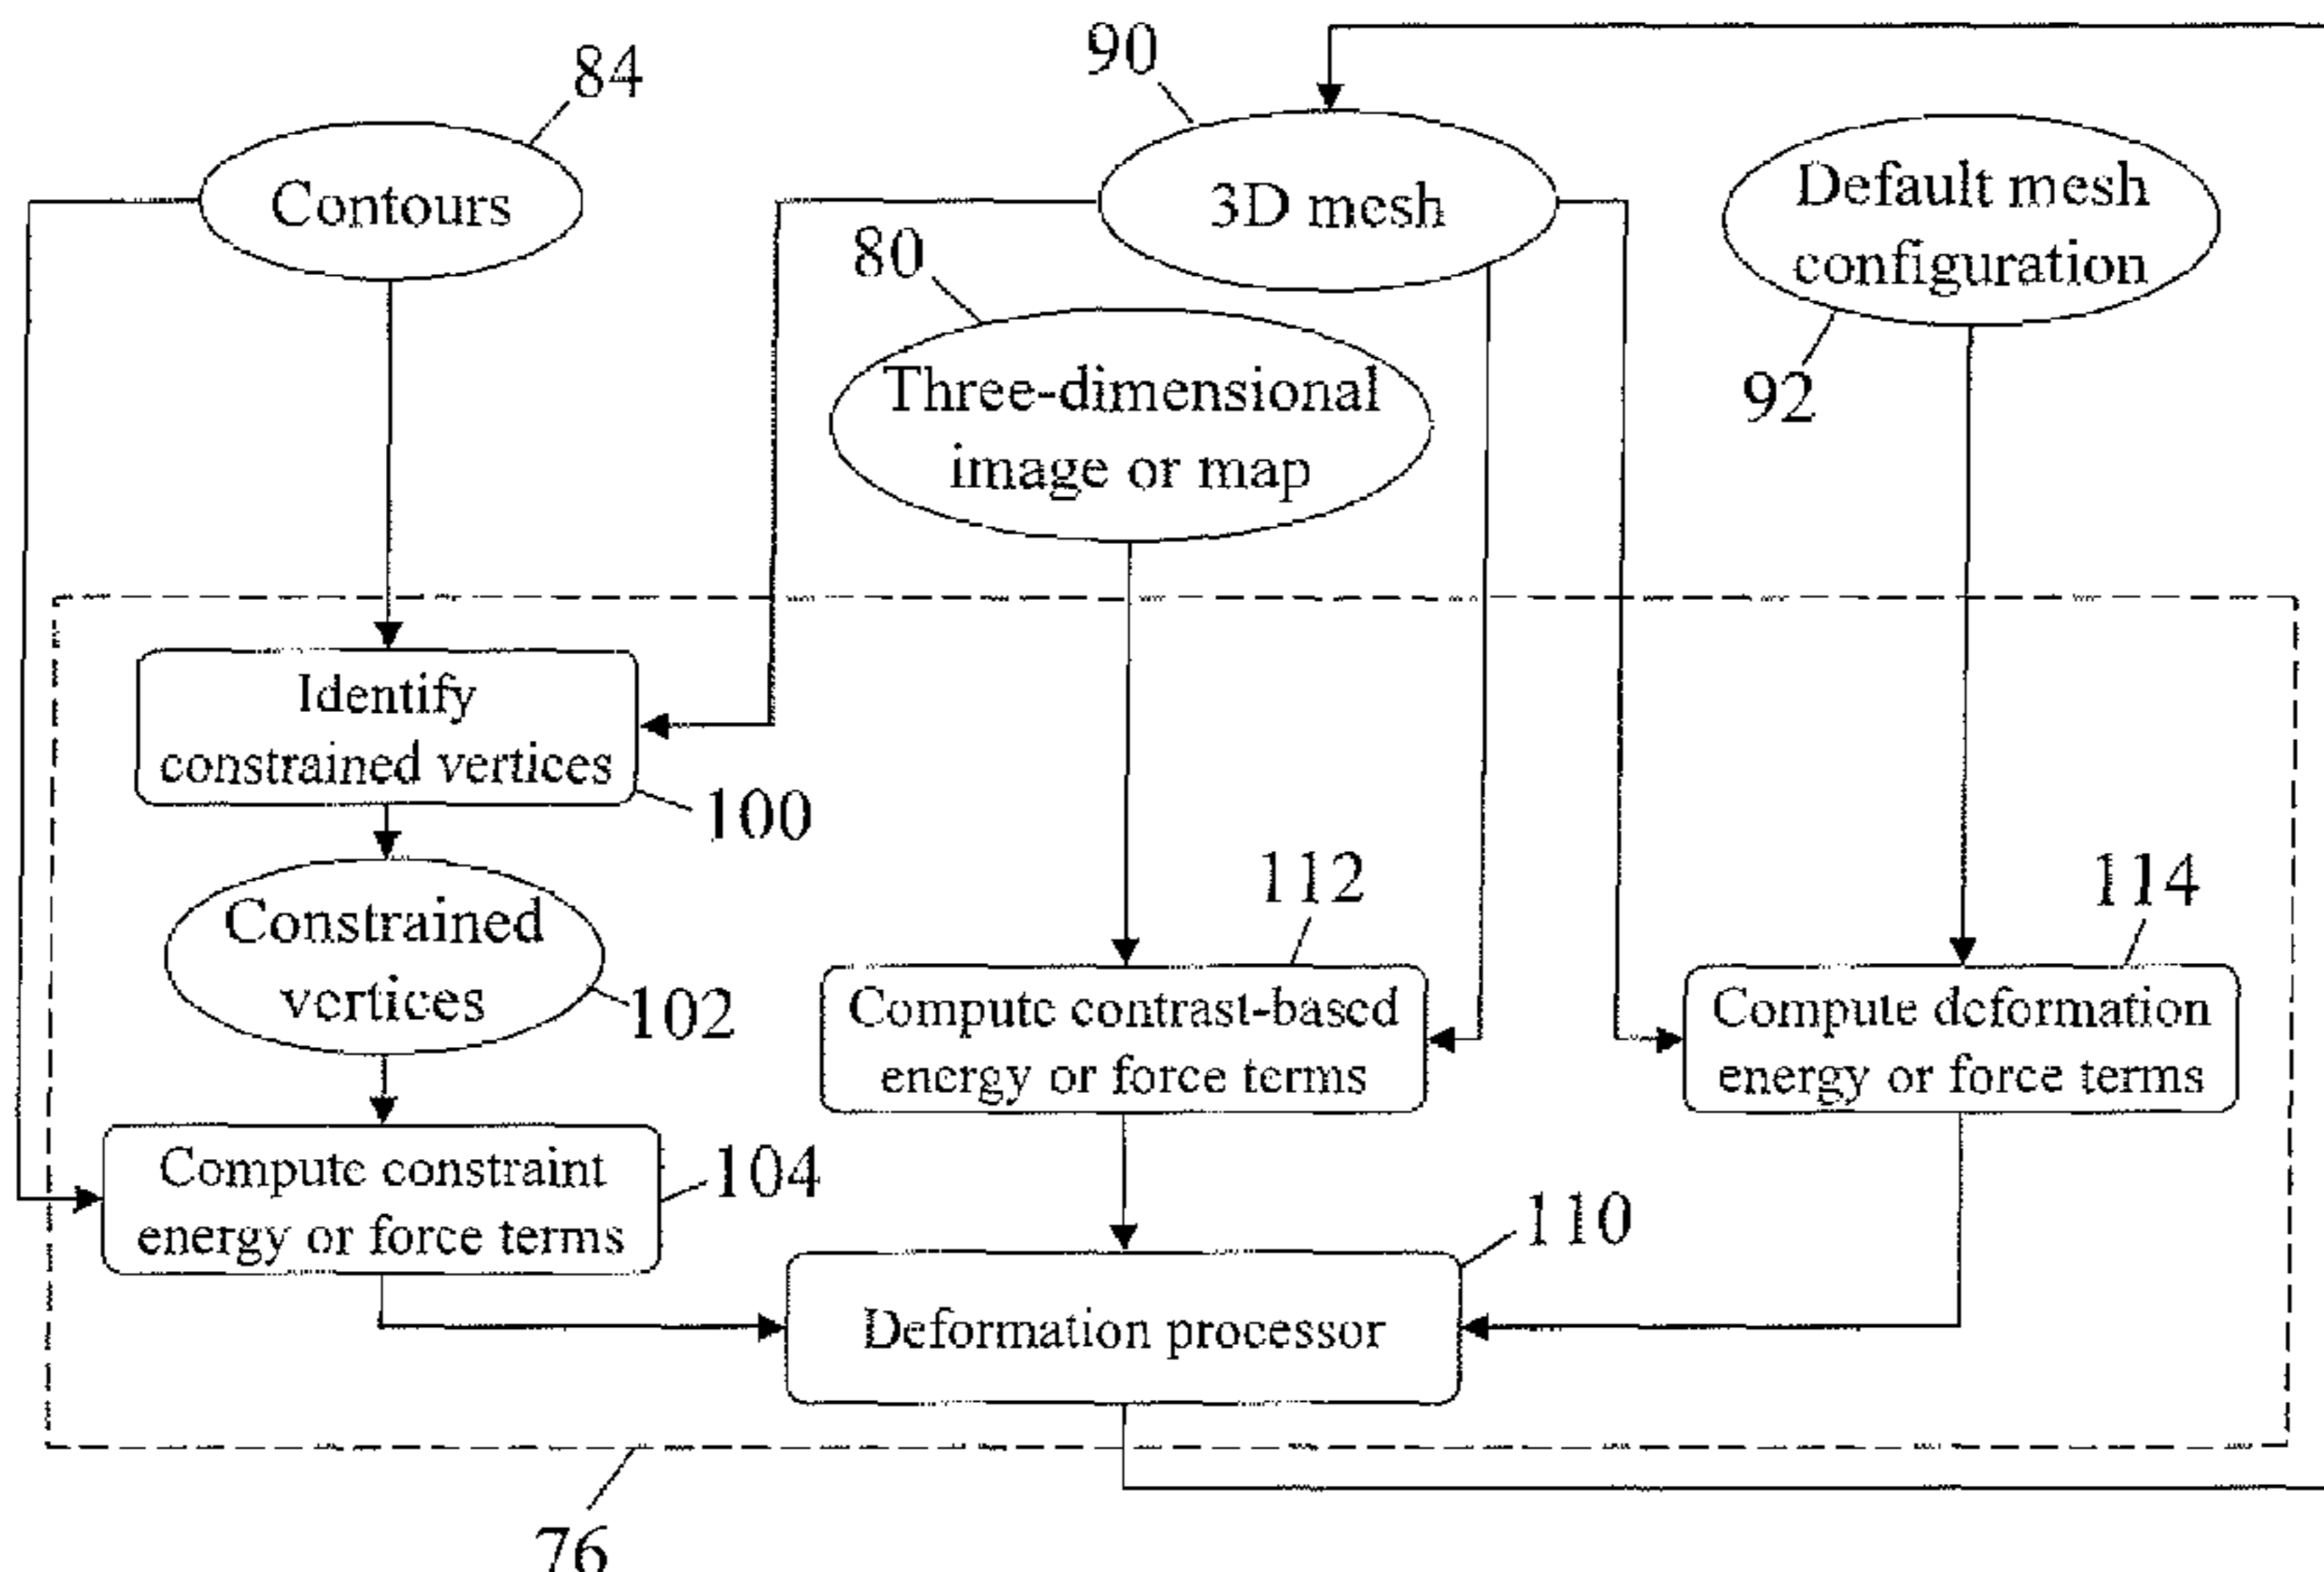 84
90
Contours
3D mesh
Default mesh
configuration
80
92
Three-dimensional
image or map
Identify
constrained vertices
100
Constrained
vertices
102
112
114
Compute contrast-based
energy or force terms
Compute deformation
energy or force terms
Compute constraint
energy or force terms
104
110
Deformation processor
76